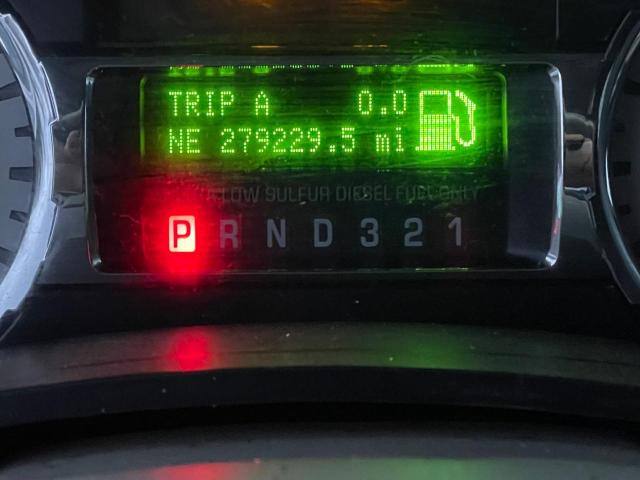 TRIP A 0.0
NE 279229.5 mi
LOW SULFUR DIESEL FUEL ONLY
P R N D 3 2 1